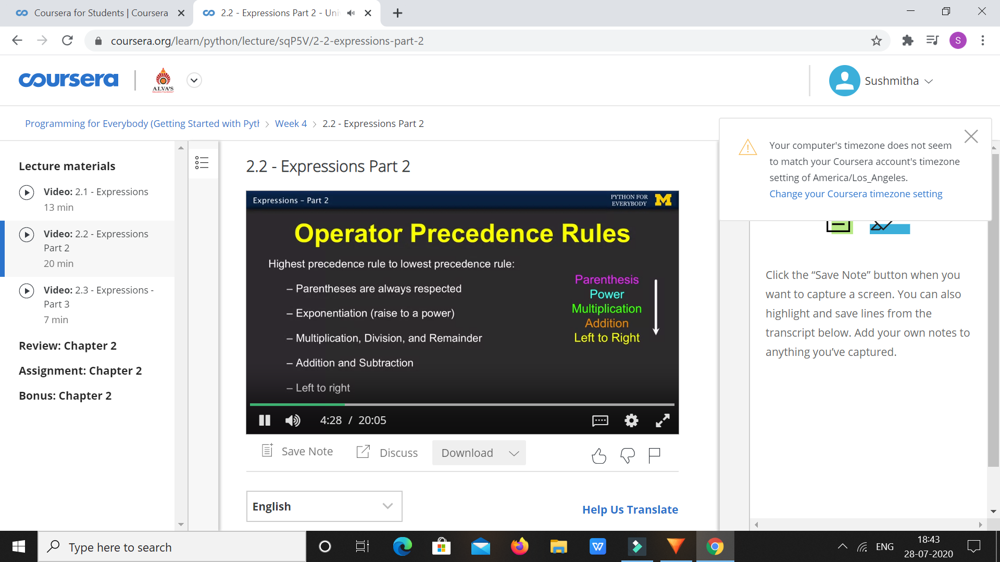 Coursera for Students | Coursera
2.2 - Expressions Part 2 - Uni
coursera.org/learn/python/lecture/sqP5V/2-2-expressions-part-2
S
coursera
ALVA'S
Sushmitha
Programming for Everybody (Getting Started with Pyth > Week 4 > 2.2 - Expressions Part 2
Your computer's timezone does not seem
to match your Coursera account's timezone
setting of America/Los_Angeles.
Change your Coursera timezone setting
Lecture materials
Video: 2.1 - Expressions
13 min
Video: 2.2 - Expressions
Part 2
20 min
Video: 2.3 - Expressions -
Part 3
7 min
Review: Chapter 2
Assignment: Chapter 2
Bonus: Chapter 2
2.2 - Expressions Part 2
Expressions – Part 2
PYTHON FOR
EVERYBODY
M
Operator Precedence Rules
Highest precedence rule to lowest precedence rule:
– Parentheses are always respected
– Exponentiation (raise to a power)
– Multiplication, Division, and Remainder
– Addition and Subtraction
– Left to right
Parenthesis
Power
Multiplication
Addition
Left to Right
4:28 / 20:05
Save Note
Discuss
Download
English
Help Us Translate
Click the “Save Note” button when you
want to capture a screen. You can also
highlight and save lines from the
transcript below. Add your own notes to
anything you’ve captured.
Type here to search
W
ENG
18:43
28-07-2020